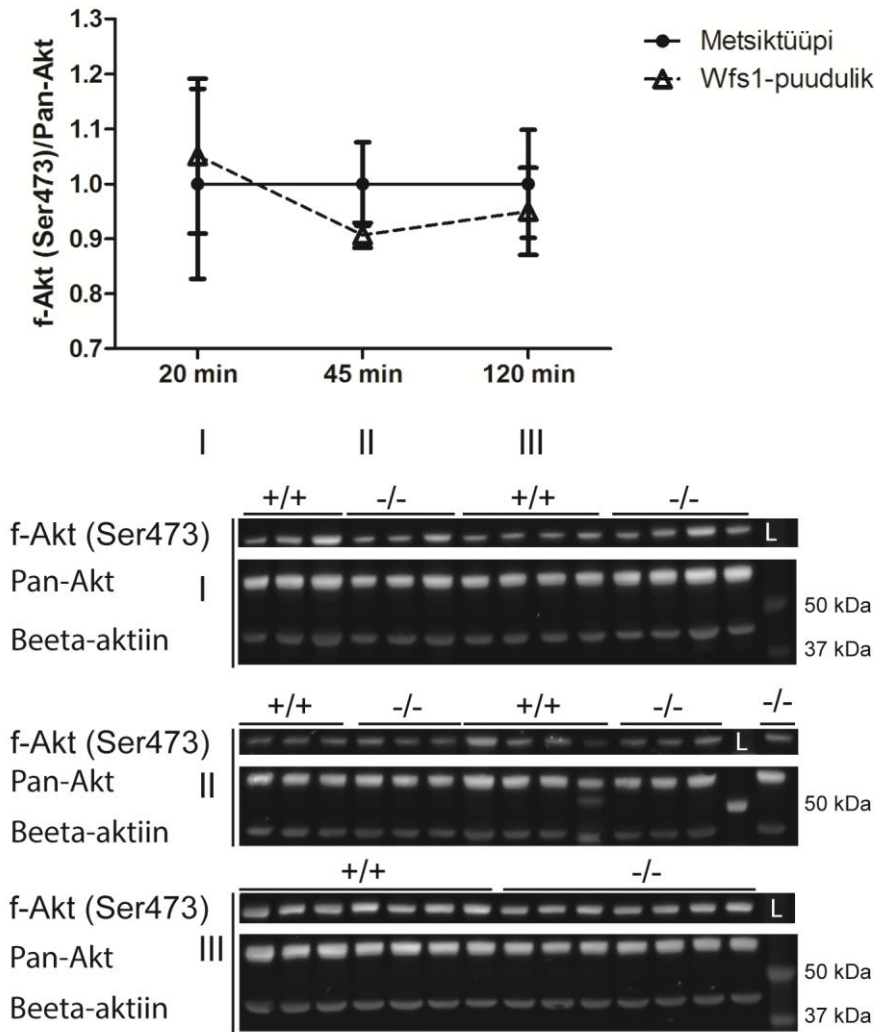 1.3
1.2
1.1
1.0
0.9
0.8
0.7
f-Akt (Ser473)/Pan-Akt
Metsiktüüpi
Wfs1-puudulik
20 min 45 min 120 min
I II III
+/+ -/- +/+ -/-
f-Akt (Ser473) L
Pan-Akt I
50 kDa
Beeta-aktiin 37 kDa
+/+ -/- +/+ -/- -/-
f-Akt (Ser473) L
Pan-Akt II
50 kDa
Beeta-aktiin
+/+ -/-
f-Akt (Ser473) L
Pan-Akt III
50 kDa
Beeta-aktiin 37 kDa